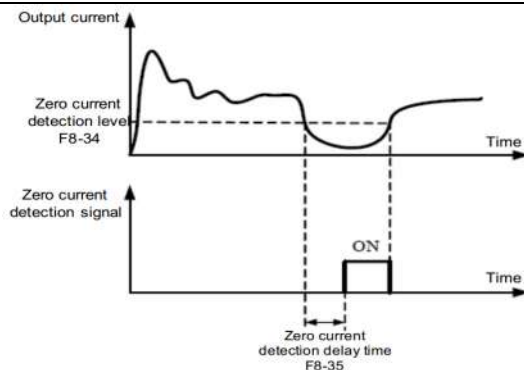 Output current
Zero current
detection level
F8-34
Time
Zero current
detection signal
ON
Time
Zero current
detection delay time
F8-35